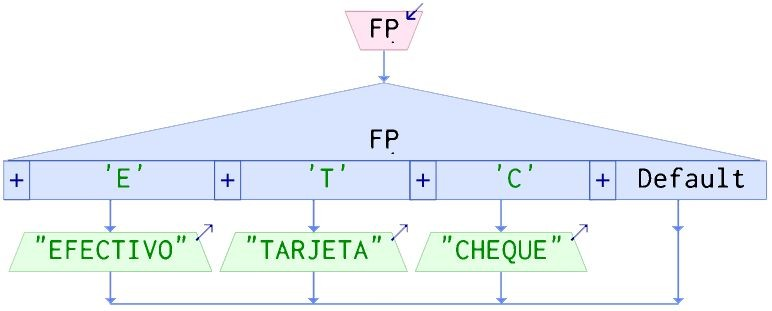 FP
FP
+ 'E' + 'T' + 'C' + Default
"EFECTIVO" "TARJETA" "CHEQUE"